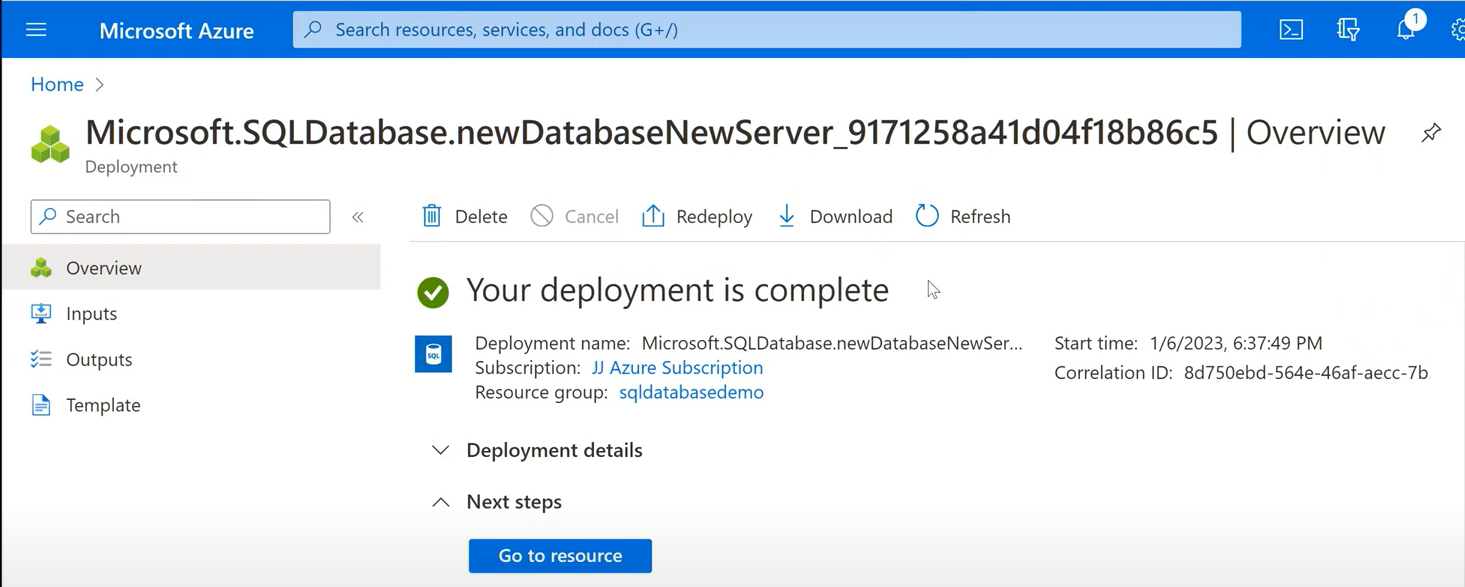 Microsoft Azure
Search resources, services, and docs (G+/)
1
Home
Microsoft.SQLDatabase.newDatabaseNewServer_9171258a41d04f18b86c5 | Overview
Deployment
Search
Delete
Cancel
Redeploy
Download
Refresh
Overview
Inputs
Outputs
Template
Your deployment is complete
SQL
Deployment name: Microsoft.SQLDatabase.newDatabaseNewSer...
Subscription: JJ Azure Subscription
Resource group: sqldatabasedemo
Start time: 1/6/2023, 6:37:49 PM
Correlation ID: 8d750ebd-564e-46af-aecc-7b
Deployment details
Next steps
Go to resource